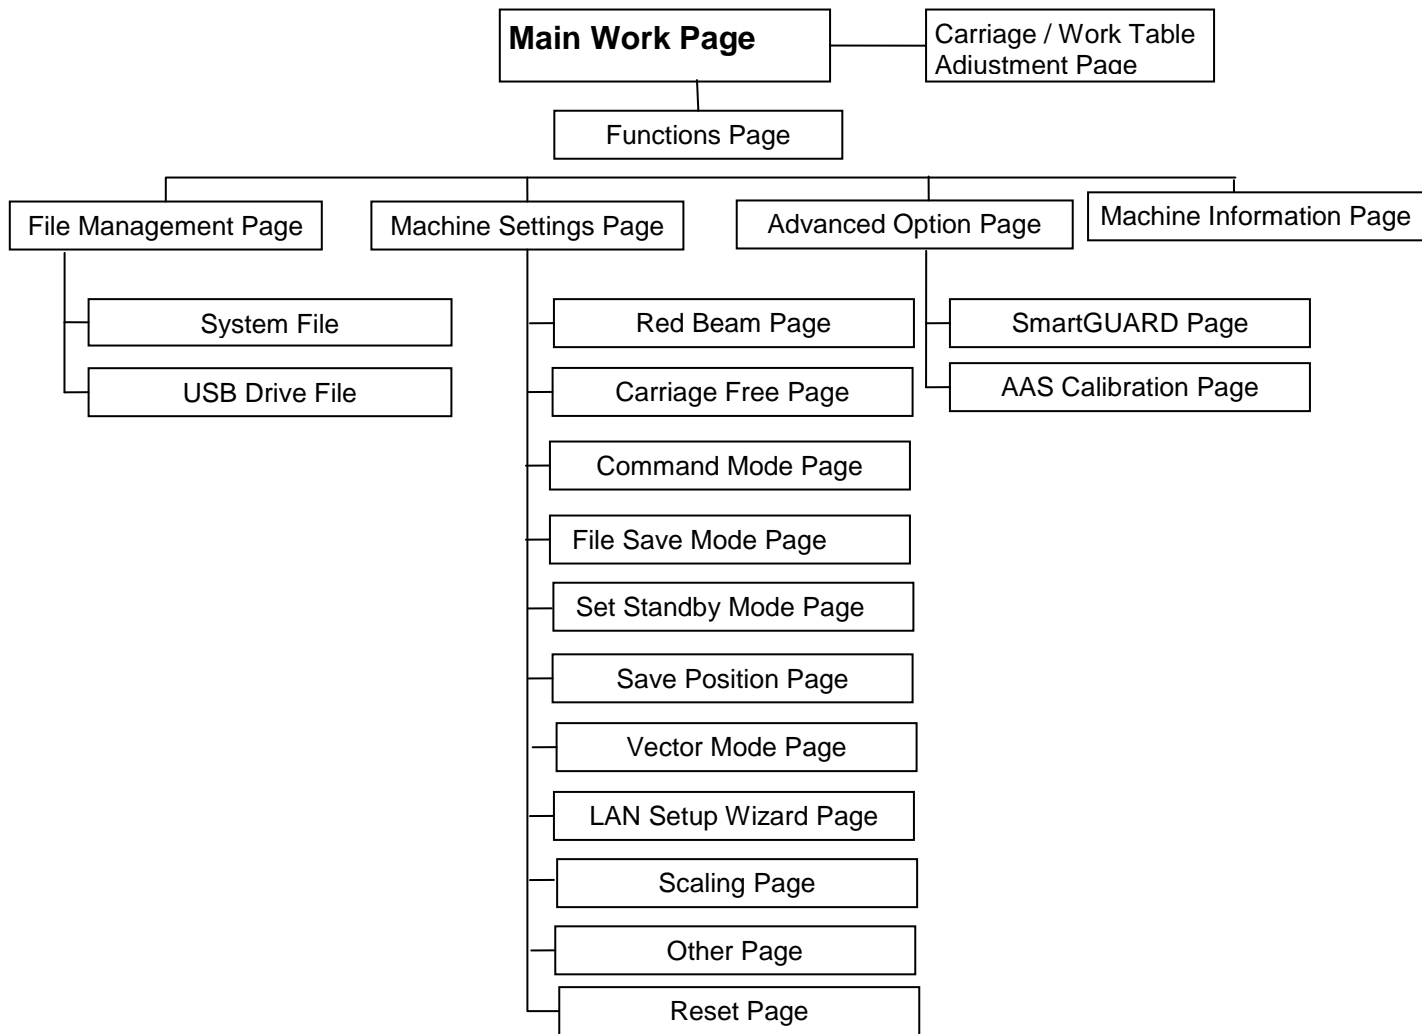 Main Work Page
Carriage / Work Table
Adjustment Page
Functions Page
File Management Page
Machine Settings Page
Advanced Option Page
Machine Information Page
System File
USB Drive File
Red Beam Page
Carriage Free Page
Command Mode Page
File Save Mode Page
Set Standby Mode Page
Save Position Page
Vector Mode Page
LAN Setup Wizard Page
Scaling Page
Other Page
Reset Page
SmartGUARD Page
AAS Calibration Page